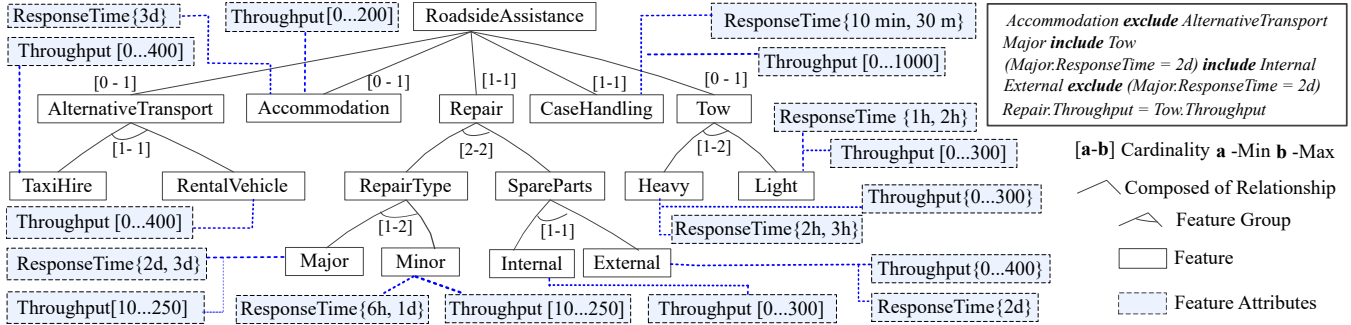 ResponseTime{3d}
Throughput [0...200]
RoadsideAssistance
ResponseTime{10 min, 30 m}
Throughput [0...400]
Throughput [0...1000]
Accommodation exclude AlternativeTransport
Major include Tow
(Major.ResponseTime = 2d) include Internal
External exclude (Major.ResponseTime = 2d)
Repair.Throughput = Tow.Throughput
[0 - 1]
[0 - 1]
[1-1]
[1-1]
[0 - 1]
AlternativeTransport
Accommodation
Repair
CaseHandling
Tow
ResponseTime {1h, 2h}
Throughput [0...300]
[1- 1]
[2-2]
[1-2]
[a-b] Cardinality a -Min b -Max
TaxiHire
RentalVehicle
RepairType
SpareParts
Heavy
Light
Composed of Relationship
Throughput [0...400]
Throughput{0...300}
ResponseTime{2h, 3h}
Feature Group
[1-2]
[1-1]
ResponseTime{2d, 3d}
Major
Minor
Internal
External
Throughput{0...400}
Feature
Throughput[10...250]
ResponseTime{6h, 1d}
Throughput [10...250]
Throughput [0...300]
ResponseTime{2d}
Feature Attributes